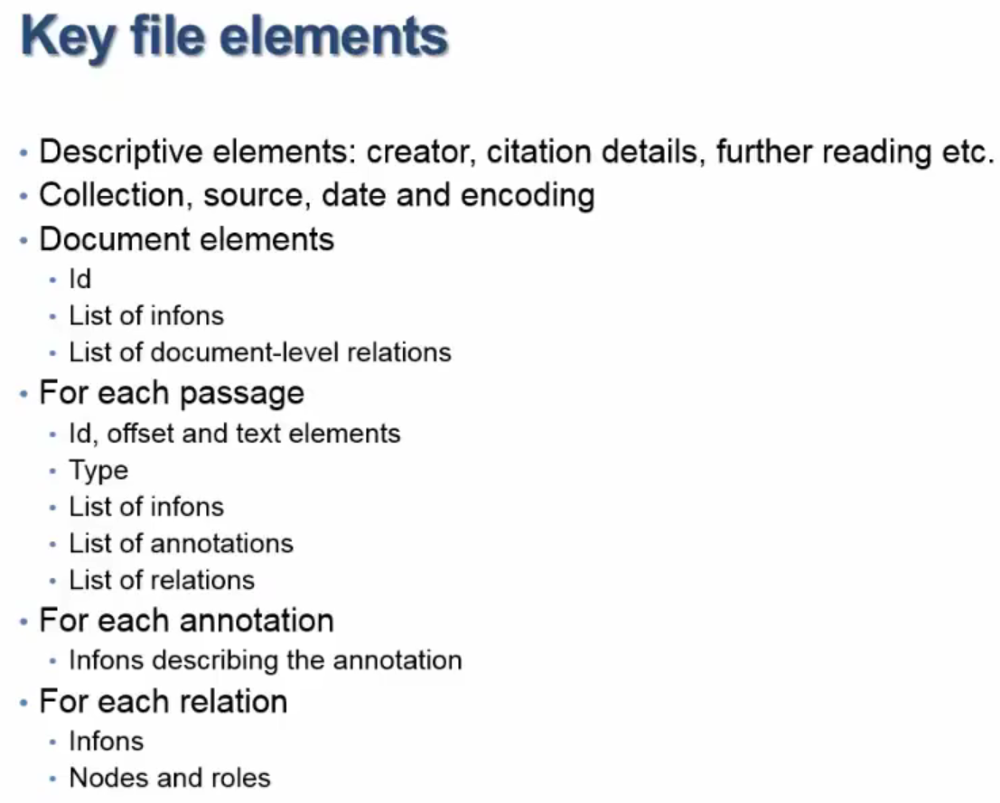 Key file elements
• Descriptive elements: creator, citation details, further reading etc.
• Collection, source, date and encoding
• Document elements
• Id
• List of infons
• List of document-level relations
• For each passage
• Id, offset and text elements
• Type
• List of infons
• List of annotations
• List of relations
• For each annotation
• Infons describing the annotation
• For each relation
• Infons
• Nodes and roles